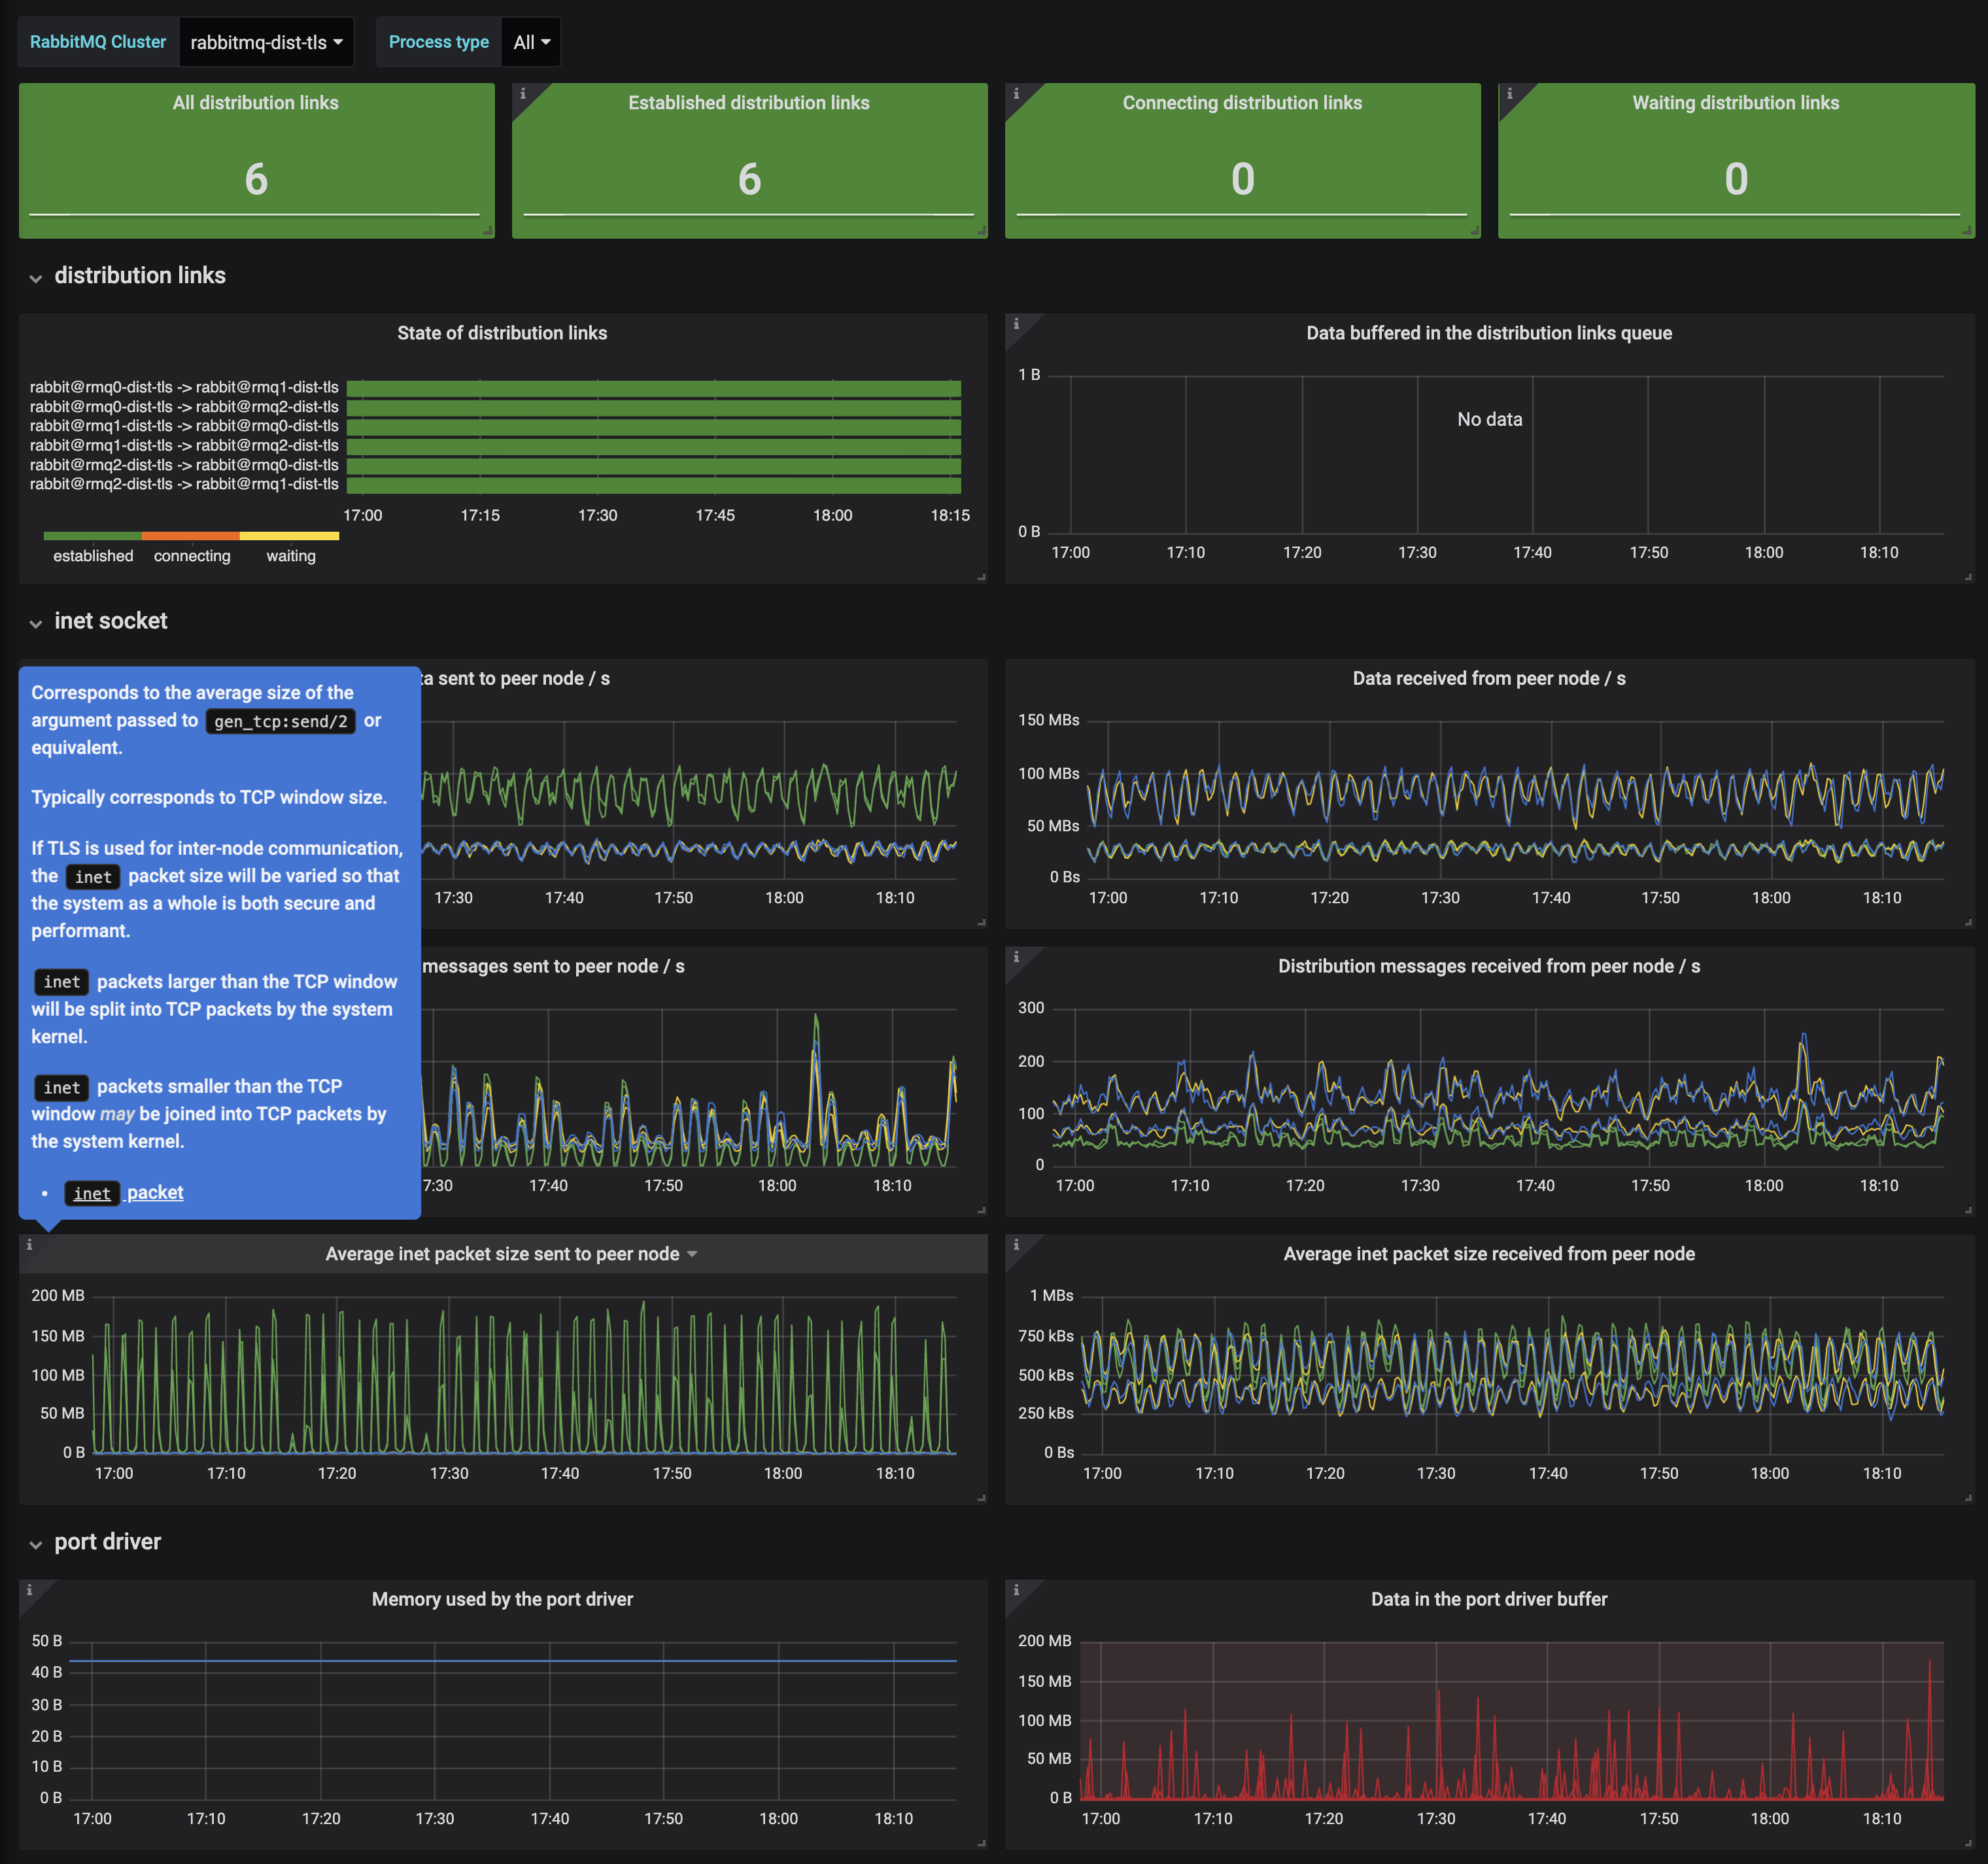 RabbitMQ Cluster rabbitmq-dist-tls Process type All
All distribution links
6
Established distribution links
6
Connecting distribution links
0
Waiting distribution links
0
distribution links
State of distribution links
rabbit@rmq0-dist-tls -> rabbit@rmq1-dist-tls
rabbit@rmq0-dist-tls -> rabbit@rmq2-dist-tls
rabbit@rmq1-dist-tls -> rabbit@rmq0-dist-tls
rabbit@rmq1-dist-tls -> rabbit@rmq2-dist-tls
rabbit@rmq2-dist-tls -> rabbit@rmq0-dist-tls
rabbit@rmq2-dist-tls -> rabbit@rmq1-dist-tls
17:00 17:15 17:30 17:45 18:00 18:15
established connecting waiting
Data buffered in the distribution links queue
1 B
No data
0 B
17:00 17:10 17:20 17:30 17:40 17:50 18:00 18:10
inet socket
Corresponds to the average size of the
argument passed to gen_tcp:send/2 or
equivalent.
Typically corresponds to TCP window size.
If TLS is used for inter-node communication,
the inet packet size will be varied so that
the system as a whole is both secure and
performant.
inet packets larger than the TCP window
will be split into TCP packets by the system
kernel.
inet packets smaller than the TCP
window may be joined into TCP packets by
the system kernel.
• inet packet
ta sent to peer node / s
17:30 17:40 17:50 18:00 18:10
Data received from peer node / s
150 MBs
100 MBs
50 MBs
0 Bs
17:00 17:10 17:20 17:30 17:40 17:50 18:00 18:10
messages sent to peer node / s
7:30 17:40 17:50 18:00 18:10
Distribution messages received from peer node / s
300
200
100
0
17:00 17:10 17:20 17:30 17:40 17:50 18:00 18:10
Average inet packet size sent to peer node
200 MB
150 MB
100 MB
50 MB
0 B
17:00 17:10 17:20 17:30 17:40 17:50 18:00 18:10
Average inet packet size received from peer node
1 MBs
750 kBs
500 kBs
250 kBs
0 Bs
17:00 17:10 17:20 17:30 17:40 17:50 18:00 18:10
port driver
Memory used by the port driver
50 B
40 B
30 B
20 B
10 B
0 B
17:00 17:10 17:20 17:30 17:40 17:50 18:00 18:10
Data in the port driver buffer
200 MB
150 MB
100 MB
50 MB
0 B
17:00 17:10 17:20 17:30 17:40 17:50 18:00 18:10